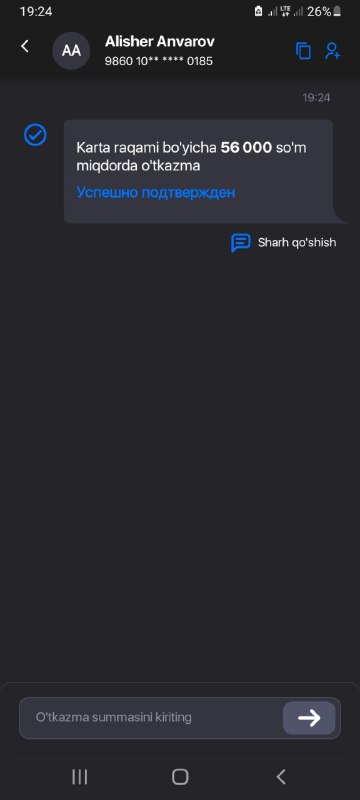 19:24 LTE 26%
AA Alisher Anvarov
9860 10** **** 0185
19:24
Karta raqami bo'yicha 56 000 so'm
miqdorda o'tkazma
Успешно подтвержден
Sharh qo'shish
O'tkazma summasini kiriting